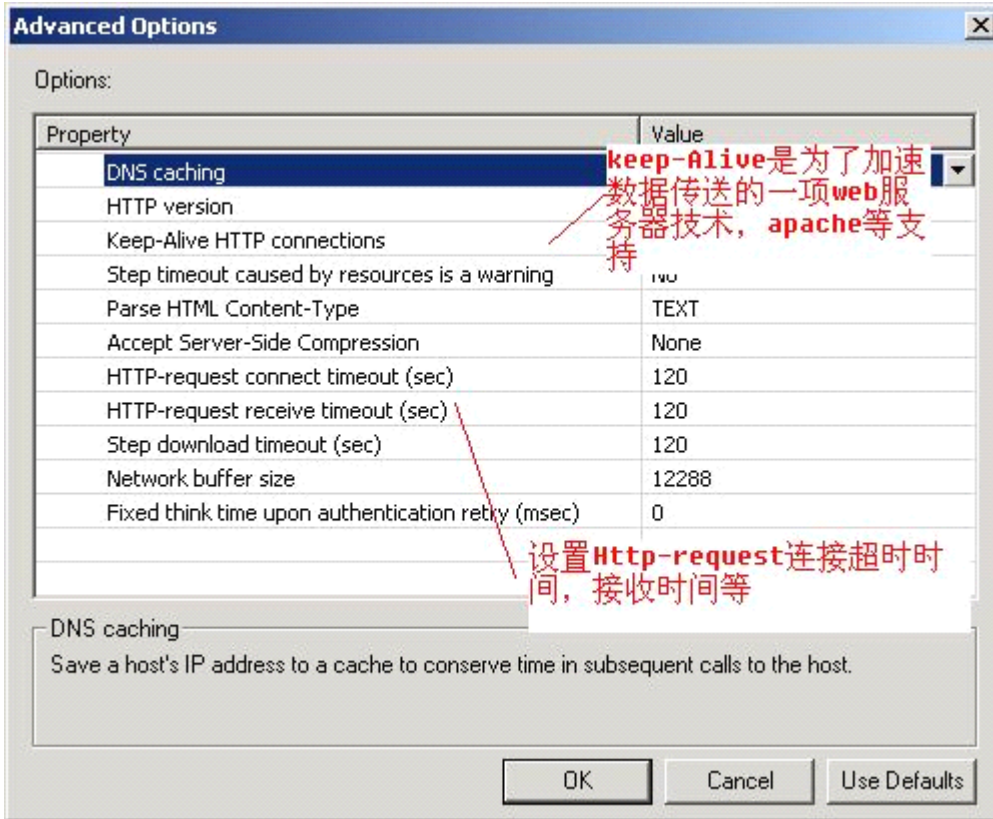 Advanced Options
Options:
Property Value
DNS caching
HTTP version
Keep-Alive HTTP connections
keep-Alive是为了加速
数据传送的一项web服
务器技术，apache等支
持
Step timeout caused by resources is a warning
Parse HTML Content-Type TEXT
Accept Server-Side Compression None
HTTP-request connect timeout (sec) 120
HTTP-request receive timeout (sec) 120
Step download timeout (sec) 120
Network buffer size 12288
Fixed think time upon authentication retry (msec) 0
设置Http-request连接超时时
间，接收时间等
DNS caching
Save a host's IP address to a cache to conserve time in subsequent calls to the host.
OK Cancel Use Defaults